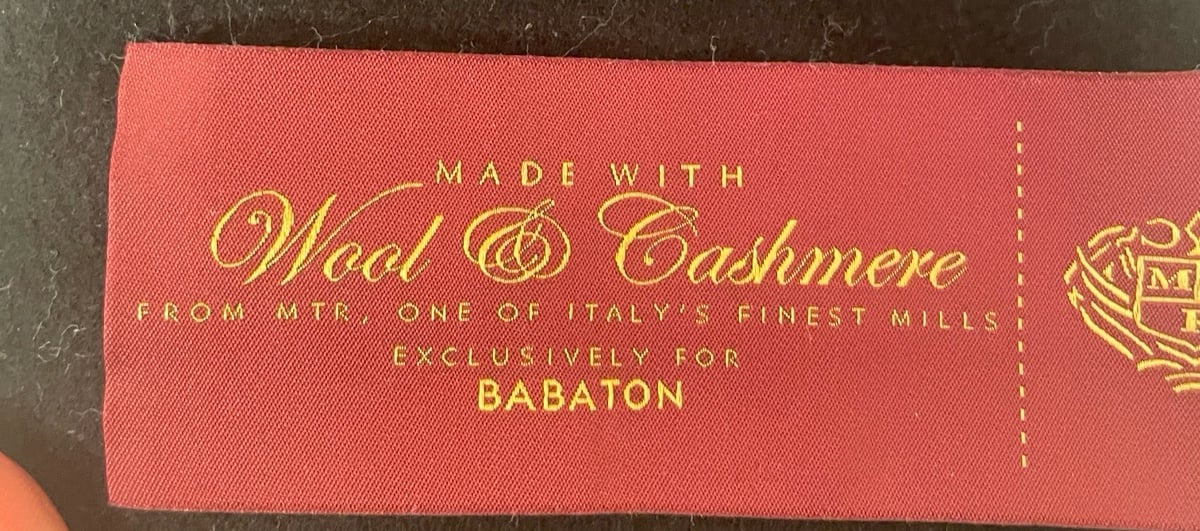 MADE WITH
Wool & Cashmere
FROM MTR, ONE OF ITALY'S FINEST MILLS
EXCLUSIVELY FOR
BABATON